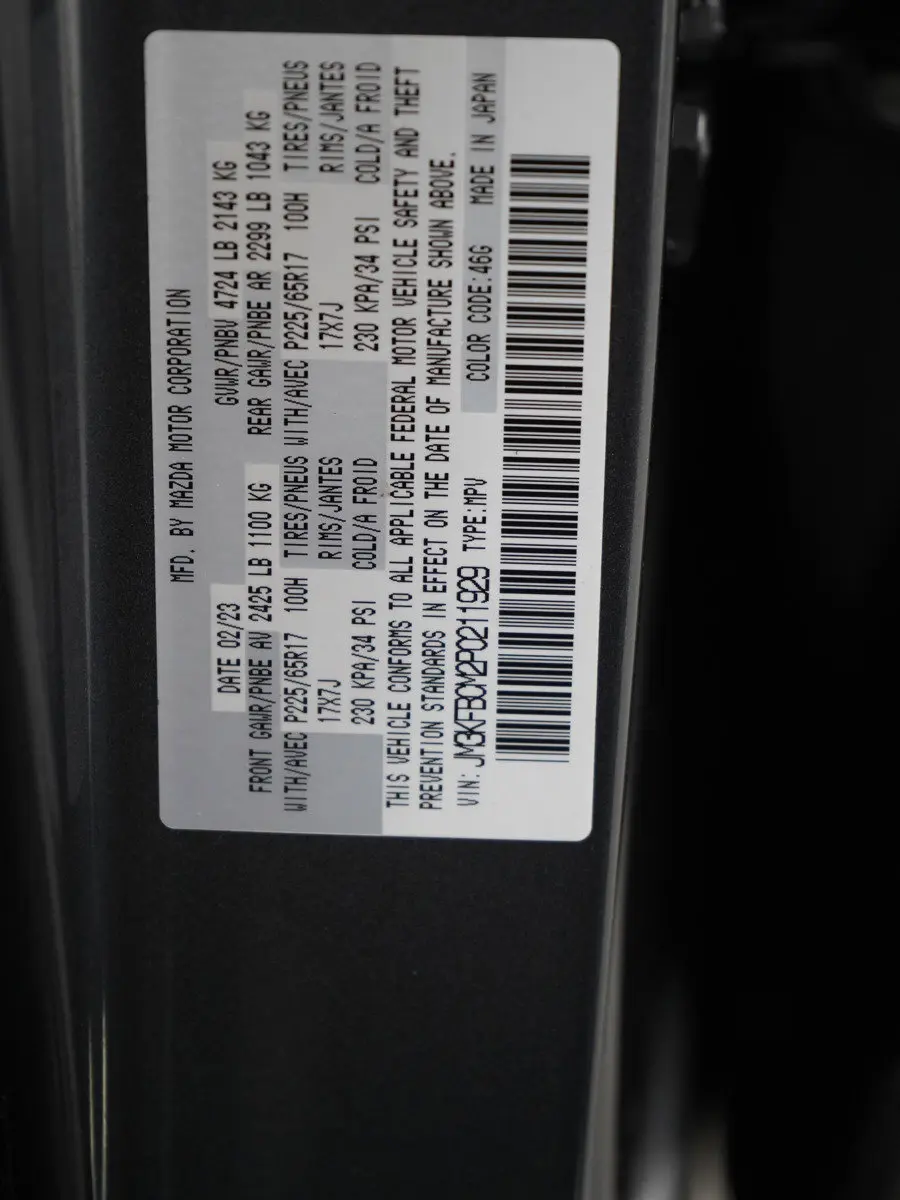 MFD. BY MAZDA MOTOR CORPORATION
DATE 02/23 GVWR/PNBV 4724 LB 2143 KG
FRONT GAWR/PNBE AV 2425 LB 1100 KG REAR GAWR/PNBE AR 2299 LB 1043 KG
WITH/AVEC P225/65R17 100H TIRES/PNEUS WITH/AVEC P225/65R17 100H TIRES/PNEUS
17X7J RIMS/JANTES 17X7J RIMS/JANTES
230 KPA/34 PSI COLD/A FROID 230 KPA/34 PSI COLD/A FROID
THIS VEHICLE CONFORMS TO ALL APPLICABLE FEDERAL MOTOR VEHICLE SAFETY AND THEFT
PREVENTION STANDARDS IN EFFECT ON THE DATE OF MANUFACTURE SHOWN ABOVE.
VIN: JM3KFBCM2P0211929 TYPE:MPV COLOR CODE:46G MADE IN JAPAN